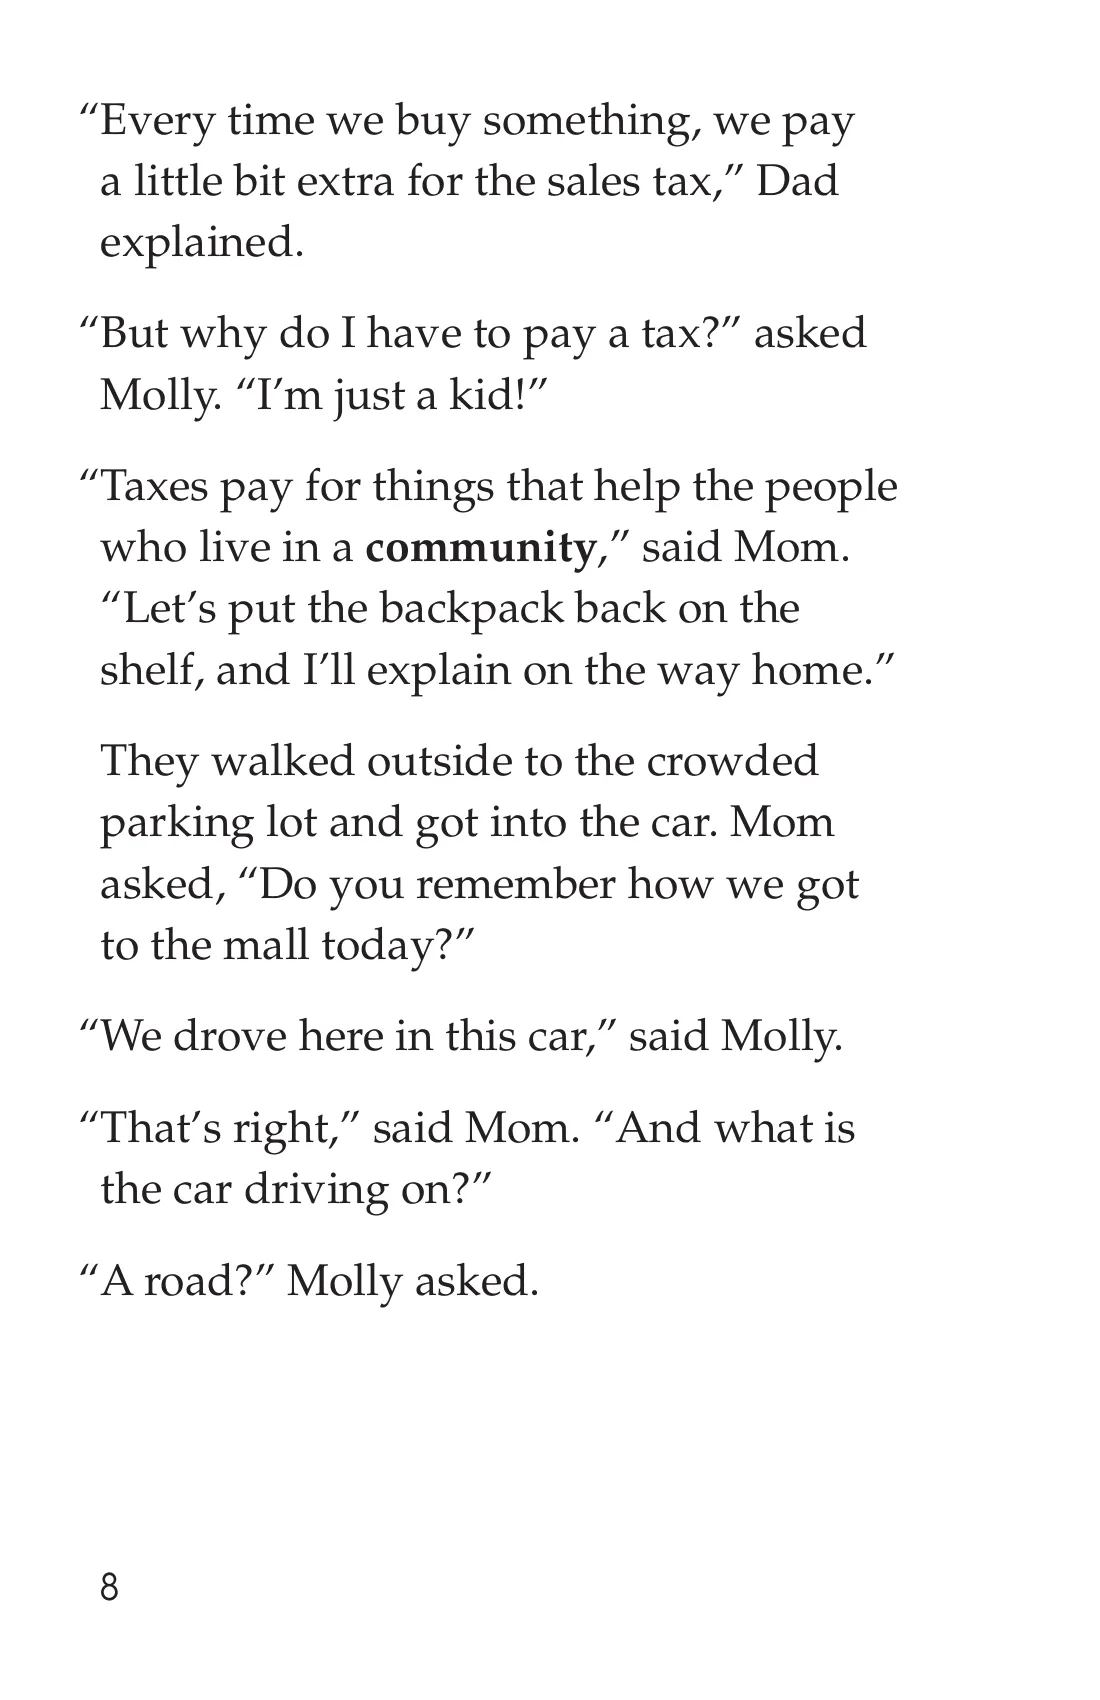 “Every time we buy something, we pay
a little bit extra for the sales tax,” Dad
explained.
“But why do I have to pay a tax?” asked
Molly. “I’m just a kid!”
“Taxes pay for things that help the people
who live in a community,” said Mom.
“Let’s put the backpack back on the
shelf, and I’ll explain on the way home.”
They walked outside to the crowded
parking lot and got into the car. Mom
asked, “Do you remember how we got
to the mall today?”
“We drove here in this car,” said Molly.
“That’s right,” said Mom. “And what is
the car driving on?”
“A road?” Molly asked.
8